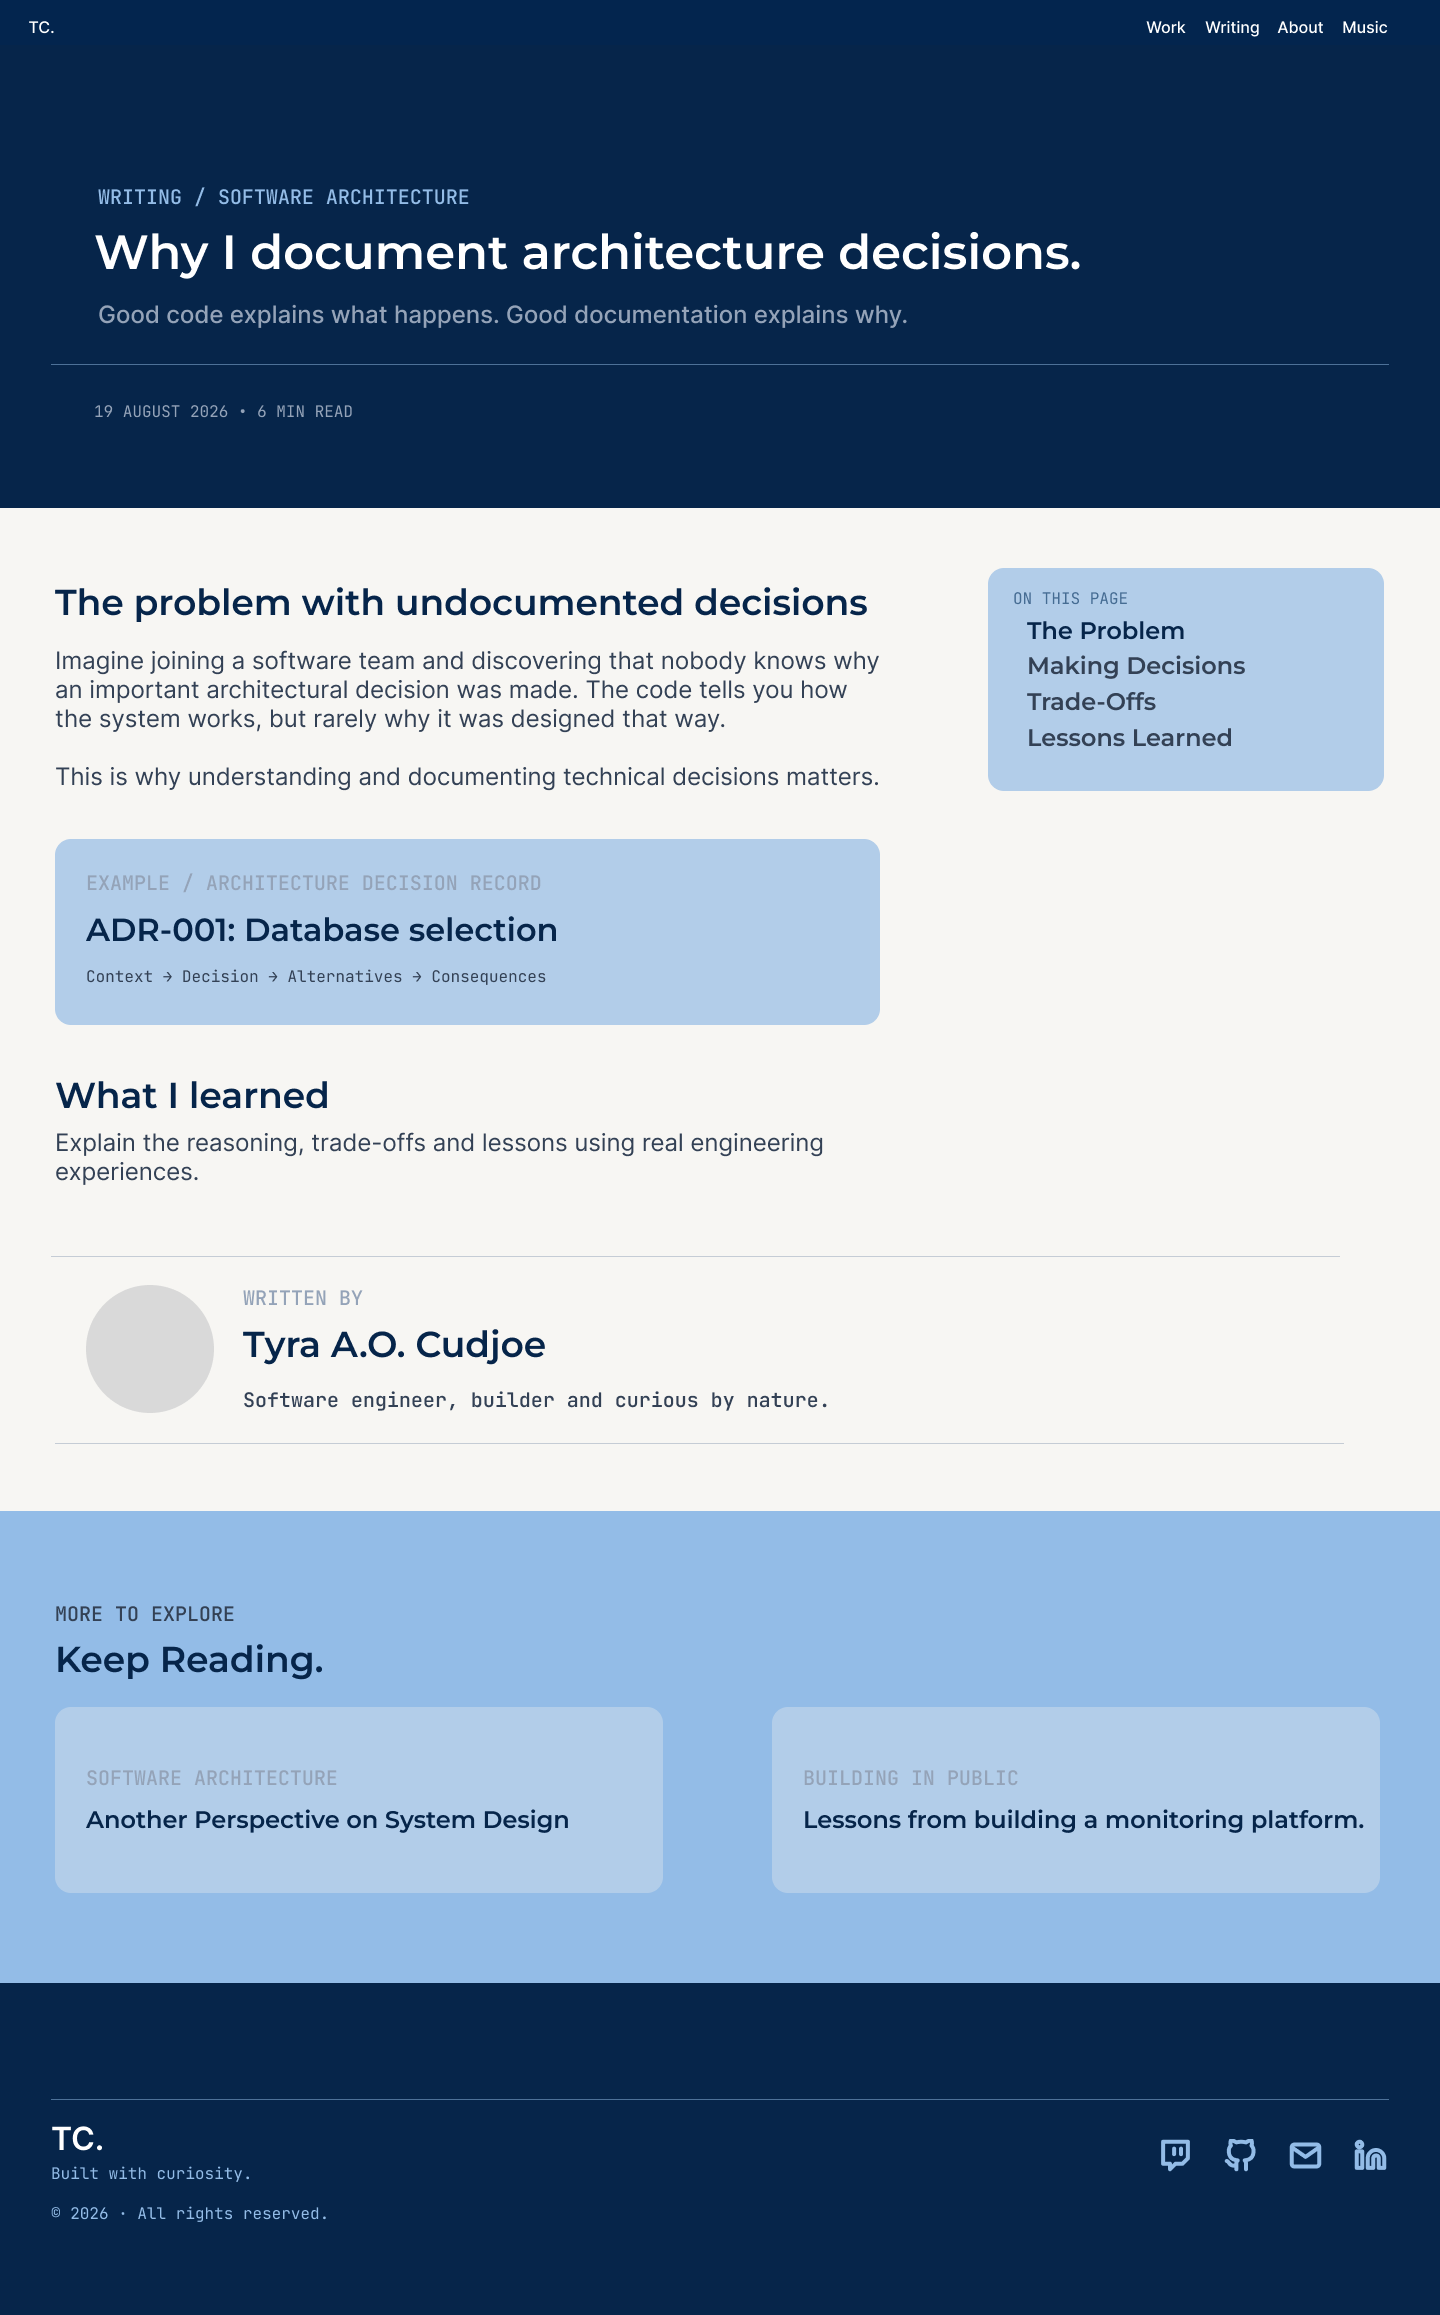 TC.
Work Writing About Music
WRITING / SOFTWARE ARCHITECTURE
Why I document architecture decisions.
Good code explains what happens. Good documentation explains why.
19 AUGUST 2026 • 6 MIN READ
The problem with undocumented decisions
Imagine joining a software team and discovering that nobody knows why
an important architectural decision was made. The code tells you how
the system works, but rarely why it was designed that way.
This is why understanding and documenting technical decisions matters.
ON THIS PAGE
The Problem
Making Decisions
Trade-Offs
Lessons Learned
EXAMPLE / ARCHITECTURE DECISION RECORD
ADR-001: Database selection
Context → Decision → Alternatives → Consequences
What I learned
Explain the reasoning, trade-offs and lessons using real engineering
experiences.
WRITTEN BY
Tyra A.O. Cudjoe
Software engineer, builder and curious by nature.
MORE TO EXPLORE
Keep Reading.
SOFTWARE ARCHITECTURE
Another Perspective on System Design
BUILDING IN PUBLIC
Lessons from building a monitoring platform.
TC.
Built with curiosity.
© 2026 · All rights reserved.